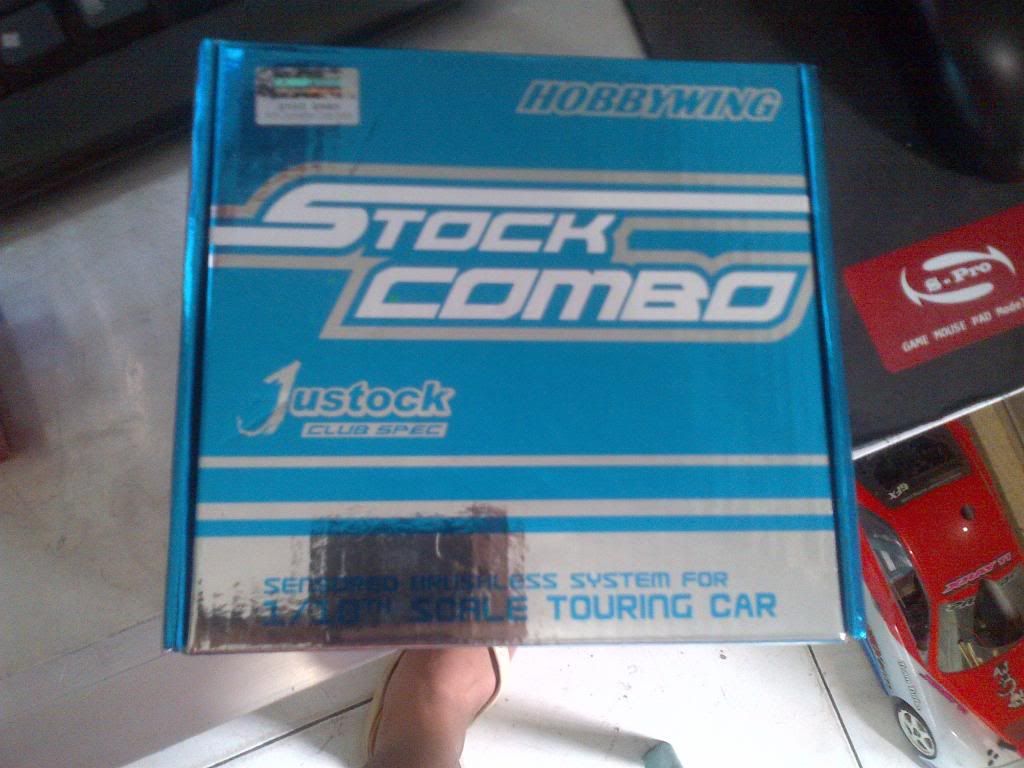 HOBBYWING
STOCK
COMBO
Justock
CLUB SPEC
SENSORED BRUSHLESS SYSTEM FOR
1/10TH SCALE TOURING CAR
S-Pro
GAME MOUSE PAD Model